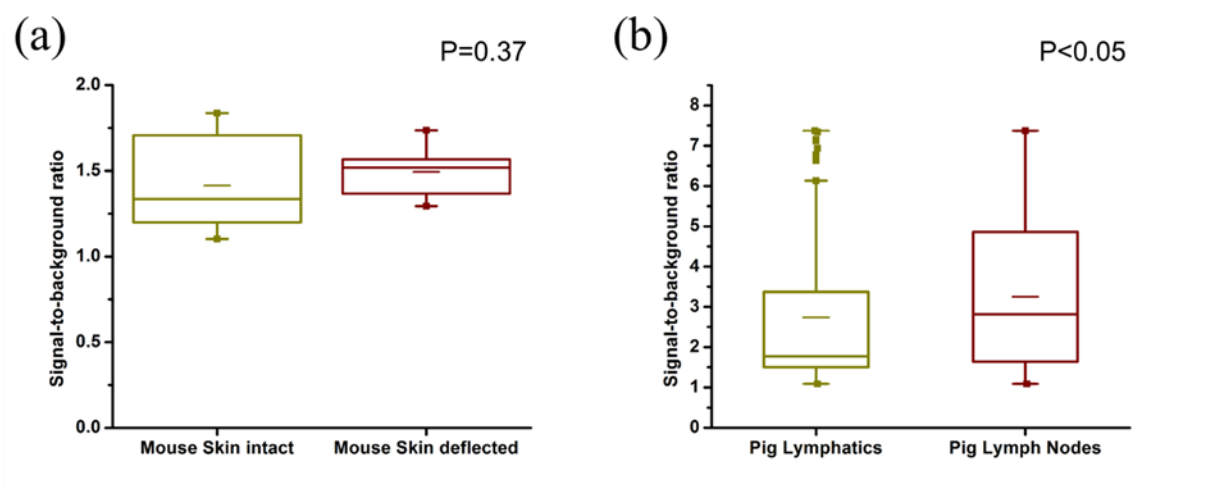 (a)
P=0.37
Signal-to-background ratio
2.0
1.5
1.0
0.5
0.0
Mouse Skin intact
Mouse Skin deflected
(b)
P<0.05
Signal-to-background ratio
8
7
6
5
4
3
2
1
0
Pig Lymphatics
Pig Lymph Nodes